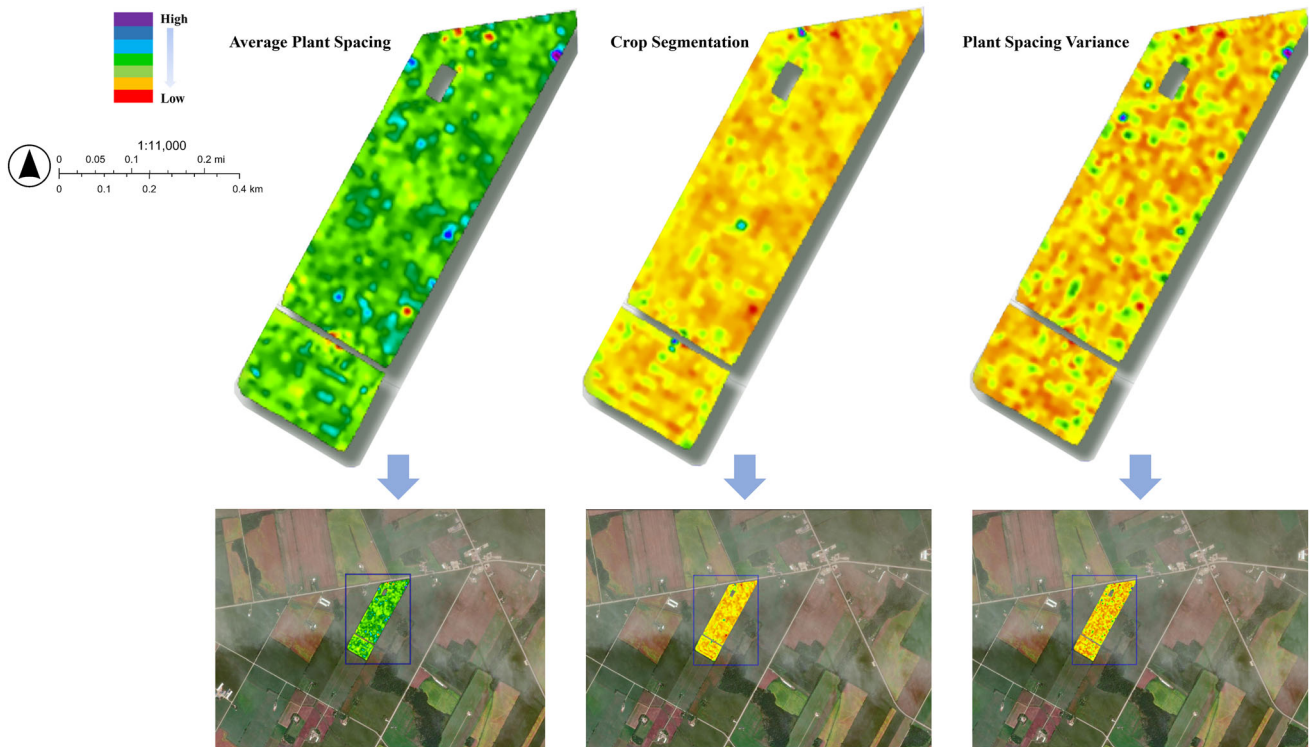 High
Low
Average Plant Spacing
Crop Segmentation
Plant Spacing Variance
1:11,000
0 0.05 0.1 0.2 mi
0 0.1 0.2 0.4 km